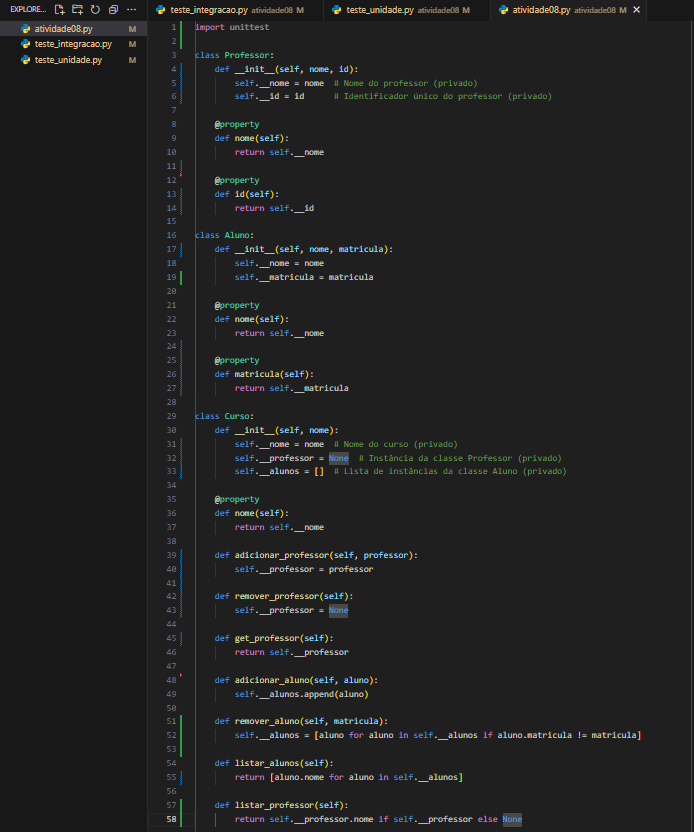 EXPLORE... ...
teste_integracao.py atividade08 M
teste_unidade.py atividade08 M
atividade08.py atividade08 M
atividade08.py M
teste_integracao.py M
teste_unidade.py M
1 import unittest
2
3 class Professor:
4 def __init__(self, nome, id):
5 self.__nome = nome # Nome do professor (privado)
6 self.__id = id # Identificador único do professor (privado)
7
8 @property
9 def nome(self):
10 return self.__nome
11
12 @property
13 def id(self):
14 return self.__id
15
16 class Aluno:
17 def __init__(self, nome, matricula):
18 self.__nome = nome
19 self.__matricula = matricula
20
21 @property
22 def nome(self):
23 return self.__nome
24
25 @property
26 def matricula(self):
27 return self.__matricula
28
29 class Curso:
30 def __init__(self, nome):
31 self.__nome = nome # Nome do curso (privado)
32 self.__professor = None # Instância da classe Professor (privado)
33 self.__alunos = [] # Lista de instâncias da classe Aluno (privado)
34
35 @property
36 def nome(self):
37 return self.__nome
38
39 def adicionar_professor(self, professor):
40 self.__professor = professor
41
42 def remover_professor(self):
43 self.__professor = None
44
45 def get_professor(self):
46 return self.__professor
47
48 def adicionar_aluno(self, aluno):
49 self.__alunos.append(aluno)
50
51 def remover_aluno(self, matricula):
52 self.__alunos = [aluno for aluno in self.__alunos if aluno.matricula != matricula]
53
54 def listar_alunos(self):
55 return [aluno.nome for aluno in self.__alunos]
56
57 def listar_professor(self):
58 return self.__professor.nome if self.__professor else None